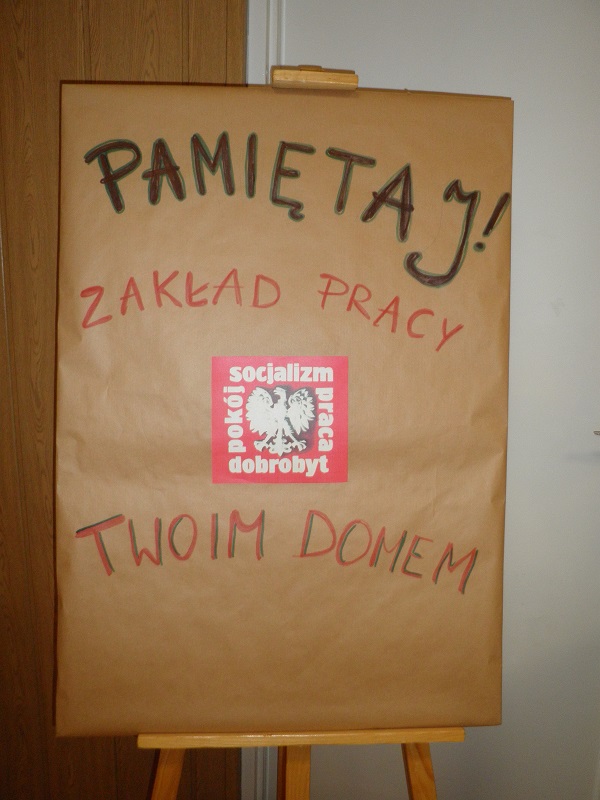 PAMIĘTAJ!
ZAKŁAD PRACY
socjalizm
pokój
praca
dobrobyt
TWOIM DOMEM